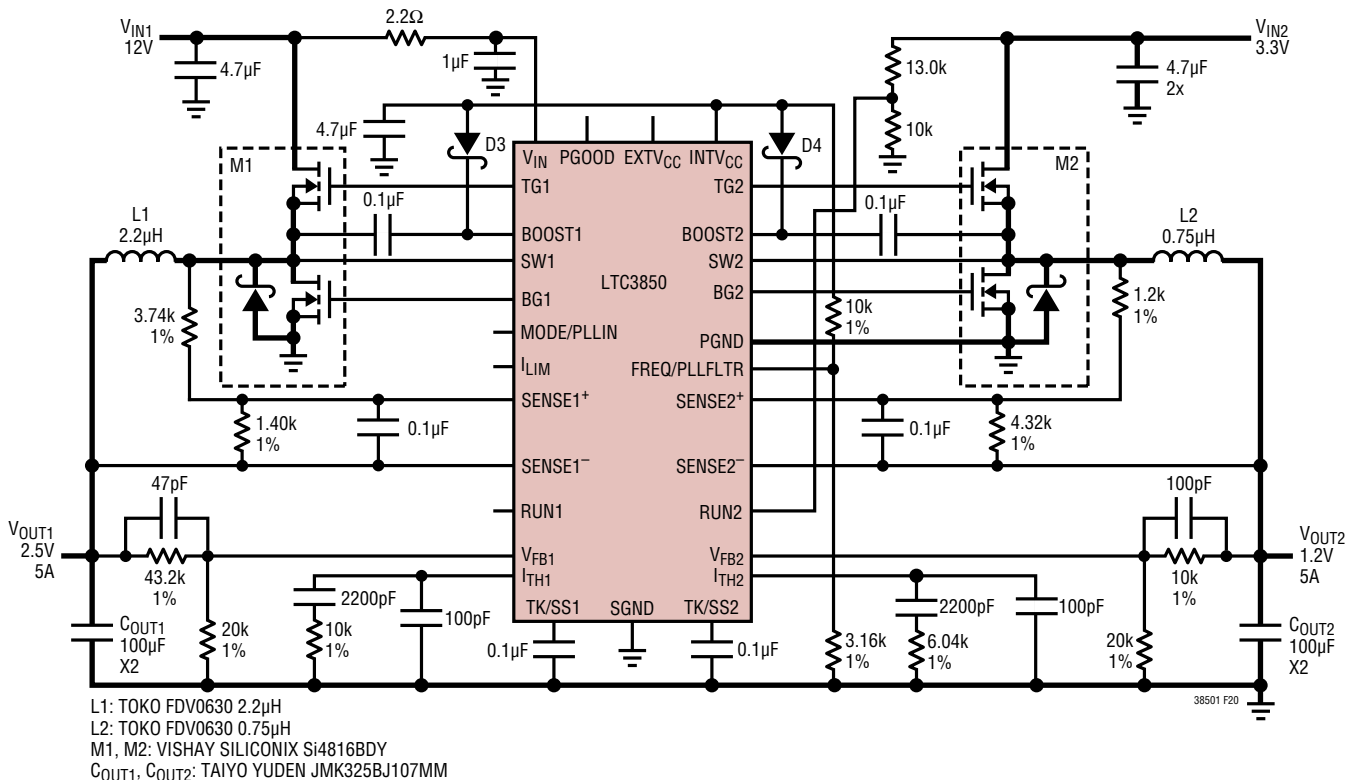 VIN1
12V
2.2Ω
4.7µF
1µF
VIN2
3.3V
13.0k
4.7µF
2x
10k
4.7µF
D3
D4
M1
VIN
PGOOD
EXTVCC
INTVCC
M2
TG1
TG2
0.1µF
0.1µF
L1
2.2µH
L2
0.75µH
BOOST1
BOOST2
SW1
SW2
LTC3850
BG1
BG2
3.74k
1%
10k
1%
1.2k
1%
MODE/PLLIN
PGND
ILIM
FREQ/PLLFLTR
SENSE1+
SENSE2+
1.40k
1%
0.1µF
0.1µF
4.32k
1%
SENSE1–
SENSE2–
47pF
100pF
RUN1
RUN2
VOUT1
2.5V
5A
VOUT2
1.2V
5A
43.2k
1%
VFB1
VFB2
10k
1%
ITH1
ITH2
2200pF
100pF
2200pF
100pF
TK/SS1
SGND
TK/SS2
COUT1
100µF
X2
20k
1%
10k
1%
0.1µF
0.1µF
3.16k
1%
6.04k
1%
20k
1%
COUT2
100µF
X2
38501 F20
L1: TOKO FDV0630 2.2µH
L2: TOKO FDV0630 0.75µH
M1, M2: VISHAY SILICONIX Si4816BDY
COUT1, COUT2: TAIYO YUDEN JMK325BJ107MM